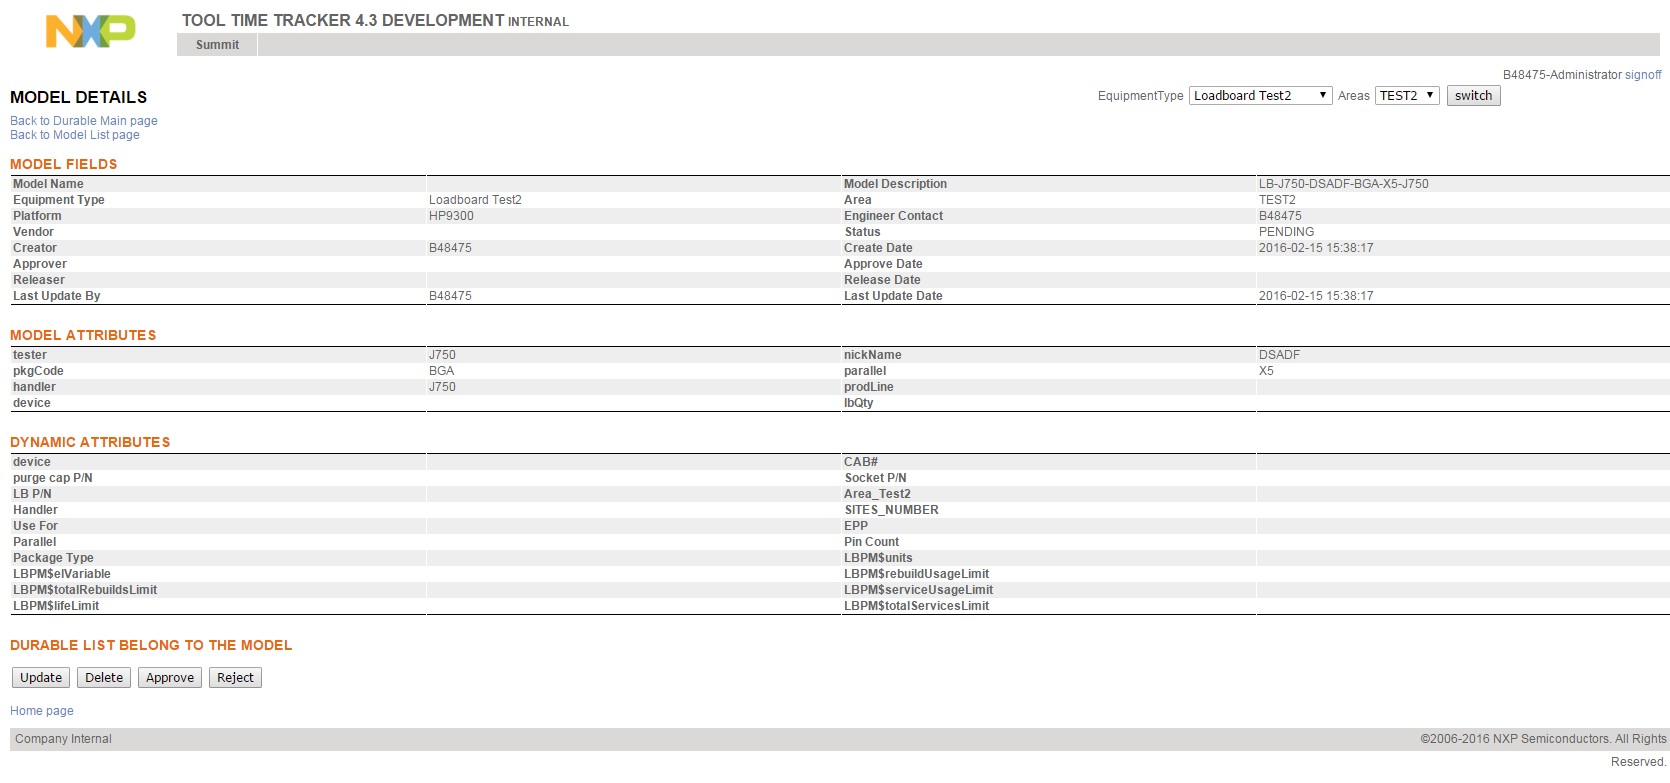 NXP
TOOL TIME TRACKER 4.3 DEVELOPMENT INTERNAL
Summit
B48475-Administrator signoff
MODEL DETAILS
EquipmentType Loadboard Test2 Areas TEST2 switch
Back to Durable Main page
Back to Model List page
MODEL FIELDS
Model Name Model Description LB-J750-DSADF-BGA-X5-J750
Equipment Type Loadboard Test2 Area TEST2
Platform HP9300 Engineer Contact B48475
Vendor Status PENDING
Creator B48475 Create Date 2016-02-15 15:38:17
Approver Approve Date
Releaser Release Date
Last Update By B48475 Last Update Date 2016-02-15 15:38:17
MODEL ATTRIBUTES
tester J750 nickName DSADF
pkgCode BGA parallel X5
handler J750 prodLine
device lbQty
DYNAMIC ATTRIBUTES
device CAB#
purge cap P/N Socket P/N
LB P/N Area_Test2
Handler SITES_NUMBER
Use For EPP
Parallel Pin Count
Package Type LBPM$units
LBPM$elVariable LBPM$rebuildUsageLimit
LBPM$totalRebuildsLimit LBPM$serviceUsageLimit
LBPM$lifeLimit LBPM$totalServicesLimit
DURABLE LIST BELONG TO THE MODEL
Update Delete Approve Reject
Home page
Company Internal ©2006-2016 NXP Semiconductors. All Rights
Reserved.